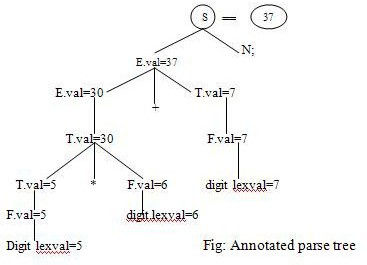 S = 37
N;
E.val=37
E.val=30 + T.val=7
T.val=30 F.val=7
T.val=5 * F.val=6 digit lexval=7
F.val=5 digit lexval=6
Digit lexval=5 Fig: Annotated parse tree